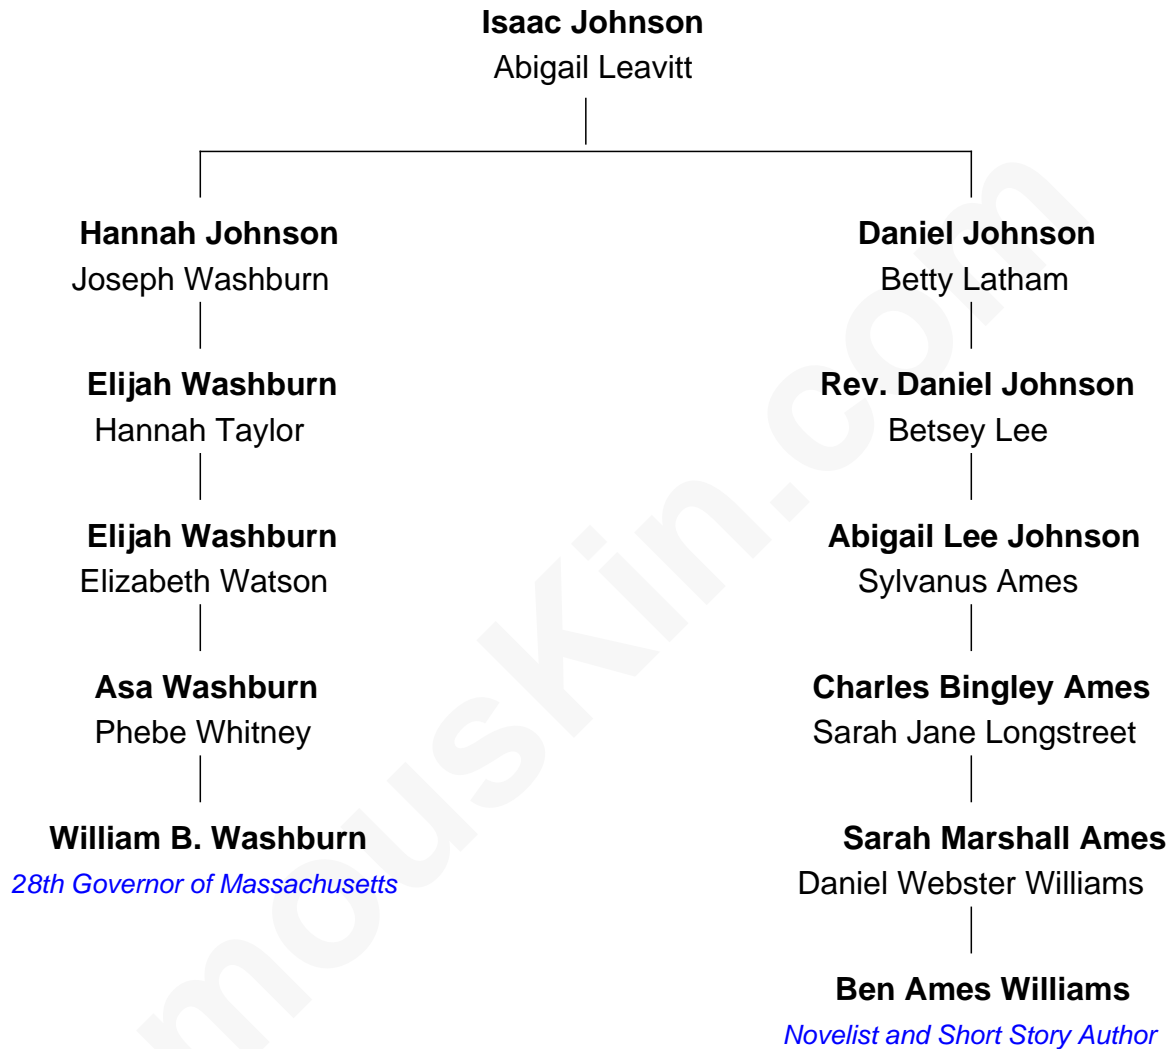 Isaac Johnson
Abigail Leavitt
Hannah Johnson
Joseph Washburn
Daniel Johnson
Betty Latham
Elijah Washburn
Hannah Taylor
Rev. Daniel Johnson
Betsey Lee
Elijah Washburn
Elizabeth Watson
Abigail Lee Johnson
Sylvanus Ames
Asa Washburn
Phebe Whitney
Charles Bingley Ames
Sarah Jane Longstreet
William B. Washburn
28th Governor of Massachusetts
Sarah Marshall Ames
Daniel Webster Williams
Ben Ames Williams
Novelist and Short Story Author
mousKin.com